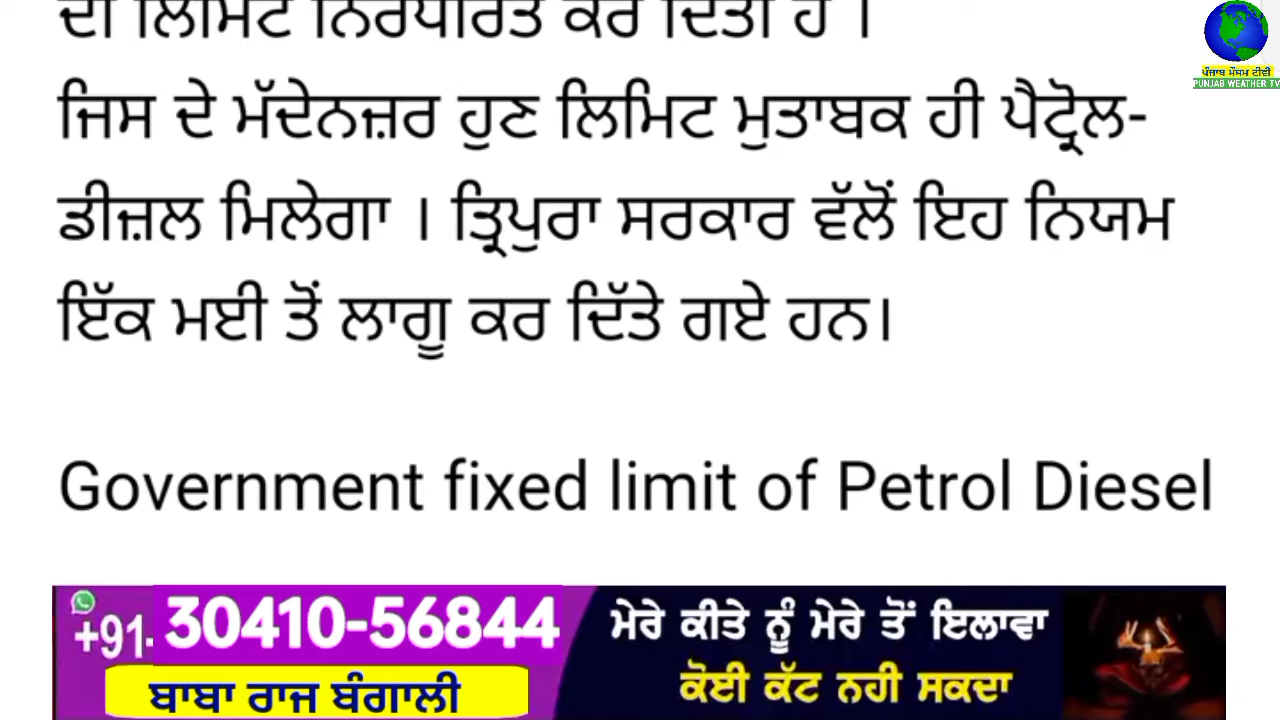 ਦੀ ਲਿਮਿਟ ਨਿਰਧਾਰਿਤ ਕਰ ਦਿੱਤੀ ਹੈ ।
ਜਿਸ ਦੇ ਮੱਦੇਨਜ਼ਰ ਹੁਣ ਲਿਮਿਟ ਮੁਤਾਬਕ ਹੀ ਪੈਟ੍ਰੋਲ-
ਡੀਜ਼ਲ ਮਿਲੇਗਾ । ਤ੍ਰਿਪੁਰਾ ਸਰਕਾਰ ਵੱਲੋਂ ਇਹ ਨਿਯਮ
ਇੱਕ ਮਈ ਤੋਂ ਲਾਗੂ ਕਰ ਦਿੱਤੇ ਗਏ ਹਨ।
Government fixed limit of Petrol Diesel
+91. 30410-56844
ਬਾਬਾ ਰਾਜ ਬੰਗਾਲੀ
ਮੇਰੇ ਕੀਤੇ ਨੂੰ ਮੇਰੇ ਤੋਂ ਇਲਾਵਾ
ਕੋਈ ਕੱਟ ਨਹੀ ਸਕਦਾ
ਪੰਜਾਬ ਮੌਸਮ ਟੀਵੀ
PUNJAB WEATHER TV